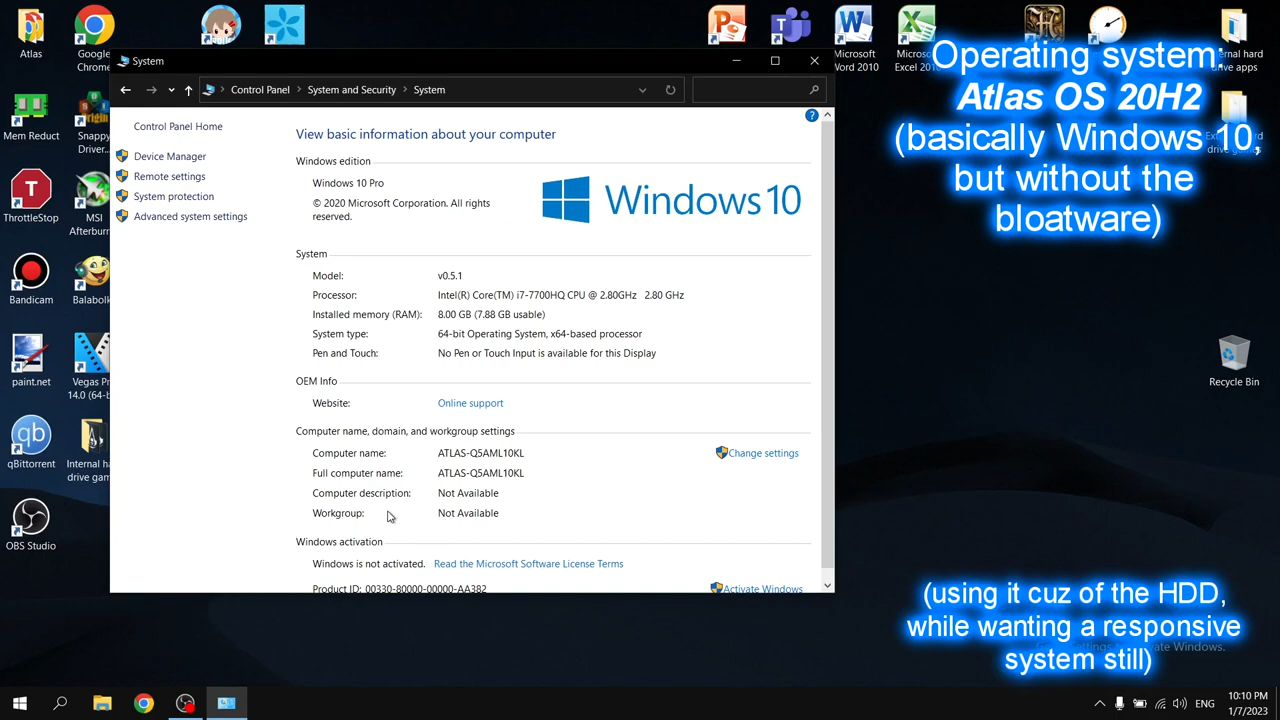 Atlas
Google
Chrome
Word 2010
Microsoft
Excel 20
drive apps
Operating system:
Atlas OS 20H2
(basically Windows 10,
but without the
bloatware)
System
Control Panel
System and Security
System
Control Panel Home
Device Manager
Remote settings
System protection
Advanced system settings
View basic information about your computer
Windows edition
Windows 10 Pro
© 2020 Microsoft Corporation. All rights
reserved.
Windows 10
System
Model: v0.5.1
Processor: Intel(R) Core(TM) i7-7700HQ CPU @ 2.80GHz 2.80 GHz
Installed memory (RAM): 8.00 GB (7.88 GB usable)
System type: 64-bit Operating System, x64-based processor
Pen and Touch: No Pen or Touch Input is available for this Display
OEM Info
Website: Online support
Computer name, domain, and workgroup settings
Computer name: ATLAS-Q5AML10KL
Change settings
Full computer name: ATLAS-Q5AML10KL
Computer description: Not Available
Workgroup: Not Available
Windows activation
Windows is not activated. Read the Microsoft Software License Terms
Product ID: 00330-80000-00000-AA382
Activate Windows
Mem Reduct
Snappy
Driver...
ThrottleStop
MSI
Afterburn
Bandicam
Balabolk
paint.net
Vegas Pr
14.0 (64-b
qBittorrent
Internal h
drive gam
OBS Studio
Recycle Bin
(using it cuz of the HDD,
while wanting a responsive
system still)
ENG
10:10 PM
1/7/2023